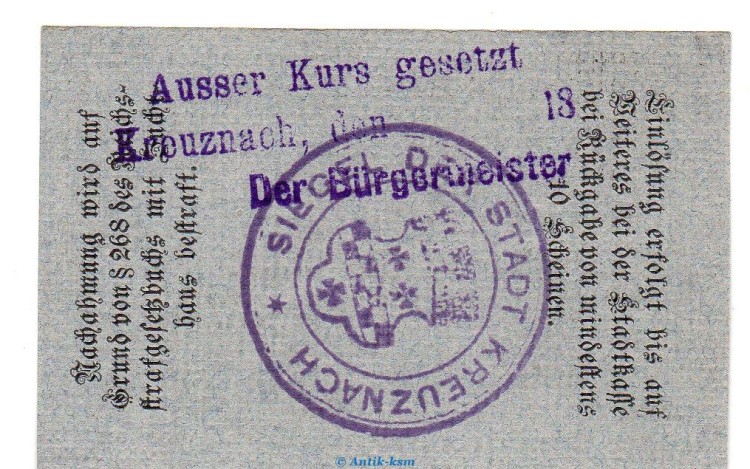 Ausser Kurs gesetzt
Kreuznach, den 18
Der Bürgermeister
Nachahmung wird auf
Grund von § 268 des Reichs-
strafgesetzbuchs mit Zucht
haus bestraft.
SIEGEL DER STADT KREUZNACH
Einlösung erfolgt bis auf
Weiteres bei der Stadtkasse
bei Rückgabe von mindestens
10 Scheinen.
© Antik-ksm